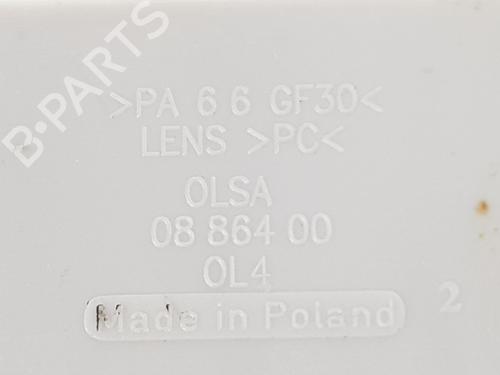 B-PARTS
>PA 6 6 GF30<
LENS >PC<
OLSA
08 864 00
OL4
Made in Poland
2